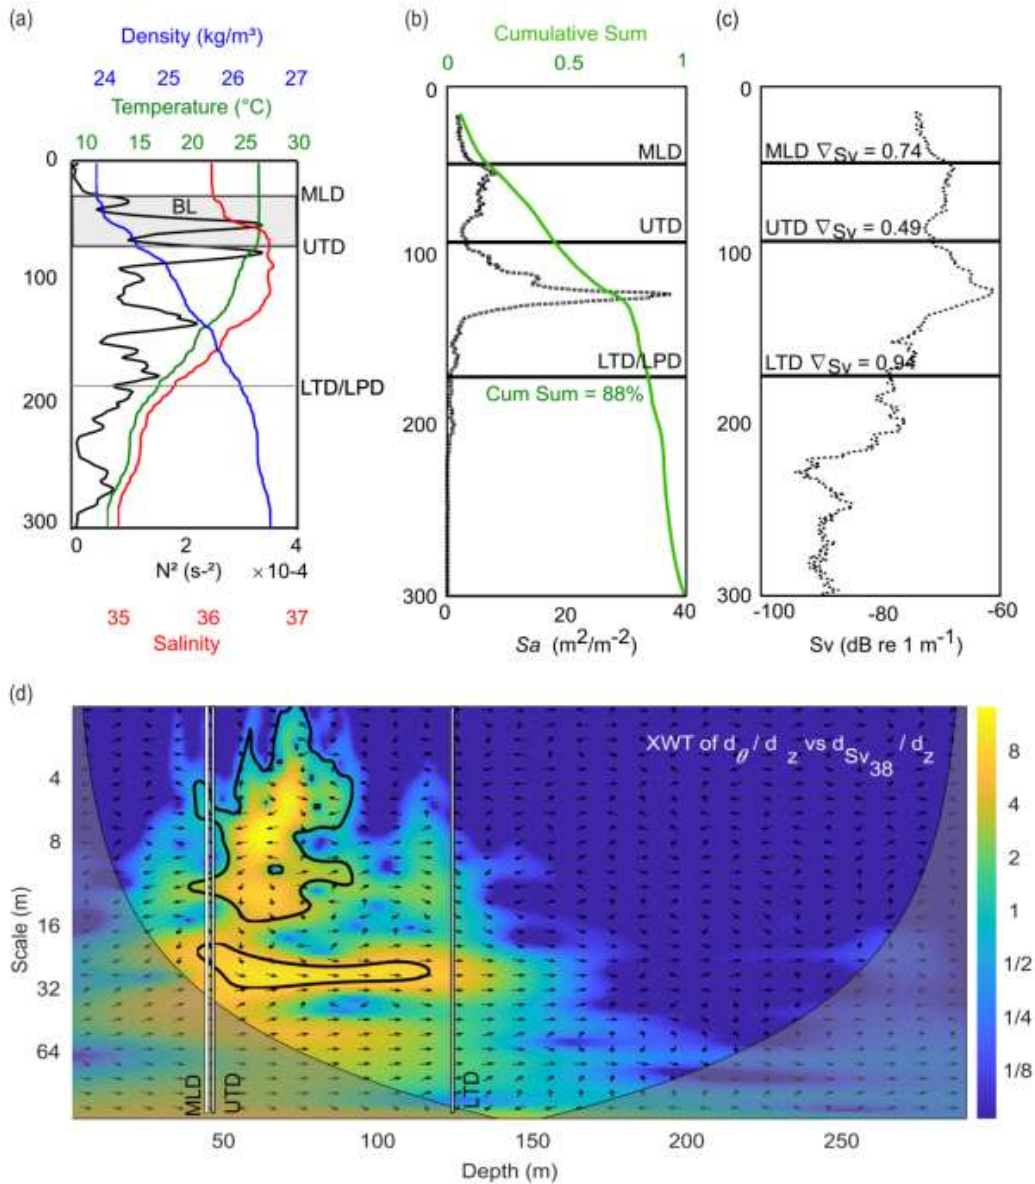 (a)
Density (kg/m³)
24 25 26 27
Temperature (°C)
10 15 20 25 30
0
100
200
300
MLD
BL
UTD
LTD/LPD
0 2 4
N² (s-²) ×10-4
35 36 37
Salinity
(b)
Cumulative Sum
0 0.5 1
0
100
200
300
MLD
UTD
LTD/LPD
Cum Sum = 88%
0 20 40
Sa (m²/m⁻²)
(c)
0
100
200
300
MLD ∇Sv = 0.74
UTD ∇Sv = 0.49
LTD ∇Sv = 0.94
-100 -80 -60
Sv (dB re 1 m⁻¹)
(d)
XWT of dθ / d z vs dSv38 / dz
Scale (m)
4
8
16
32
64
MLD
UTD
LTD
8
4
2
1
1/2
1/4
1/8
50 100 150 200 250
Depth (m)